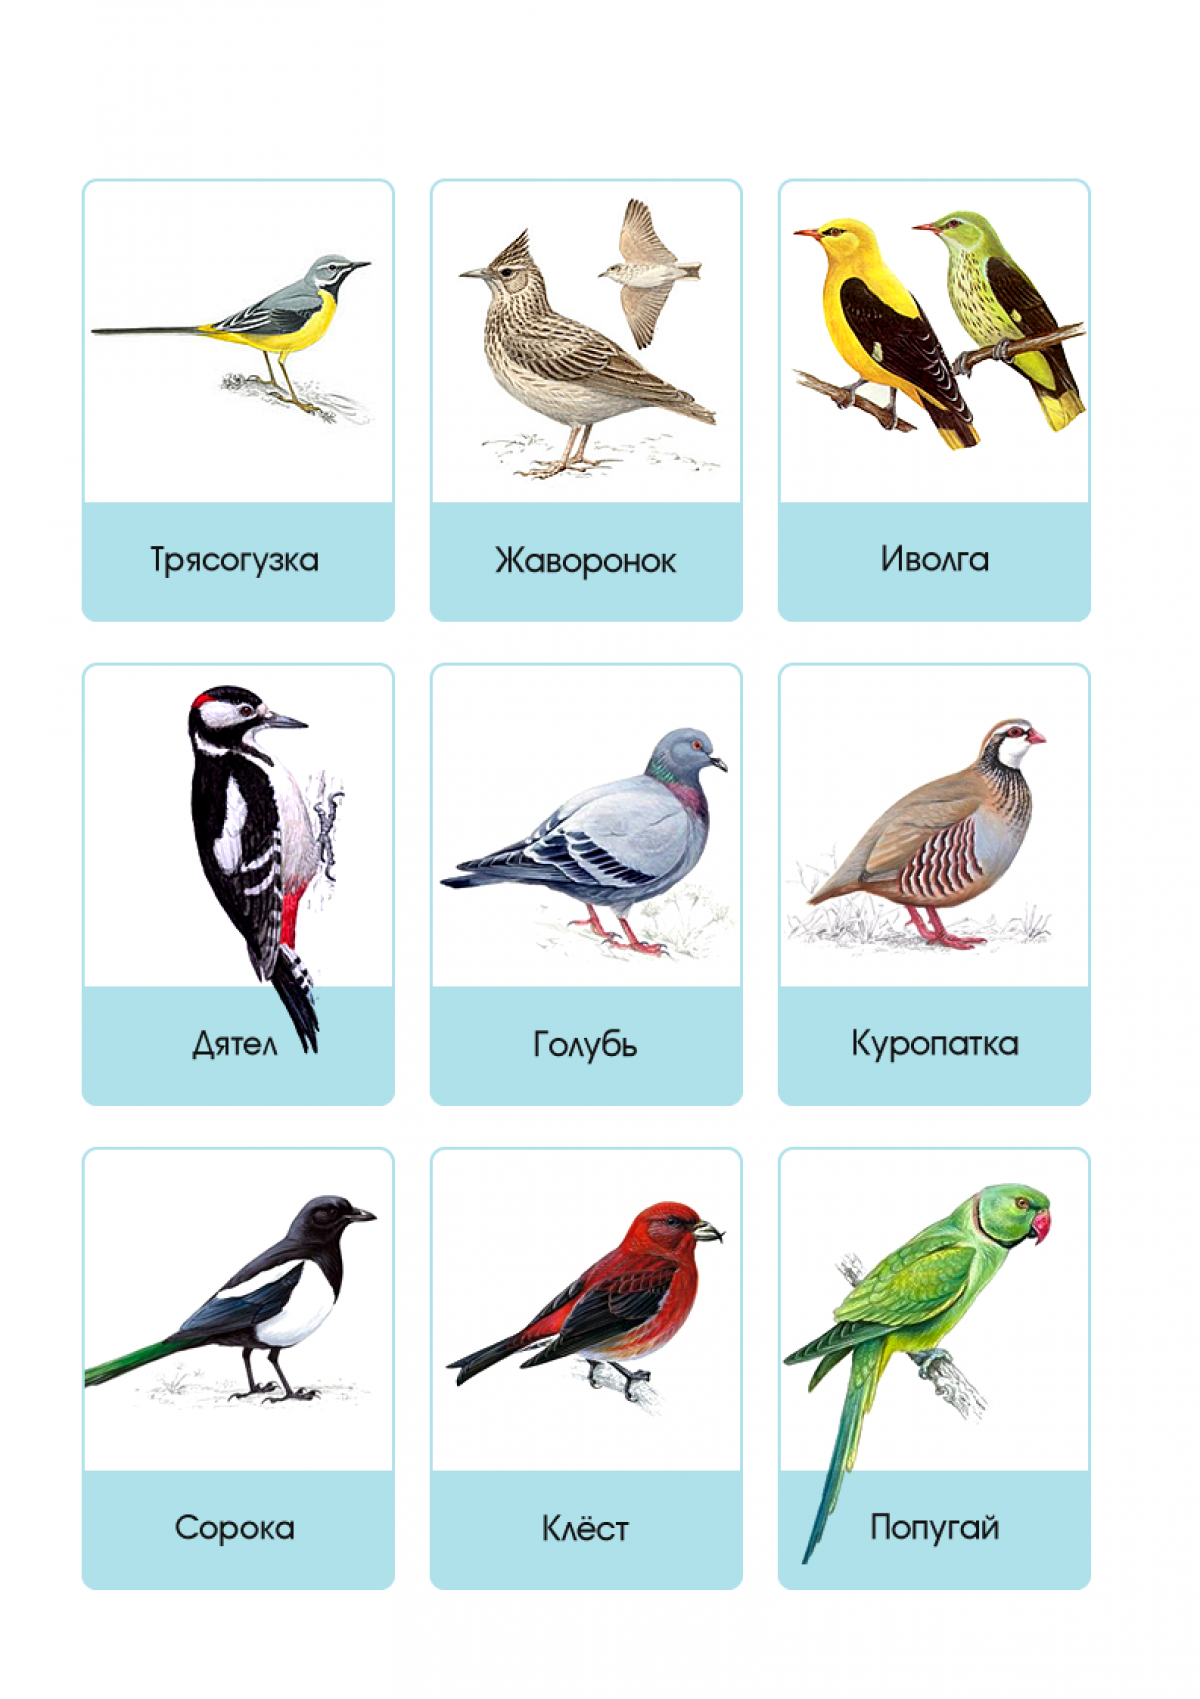 Трясогузка
Жаворонок
Иволга
Дятел
Голубь
Куропатка
Сорока
Клёст
Попугай